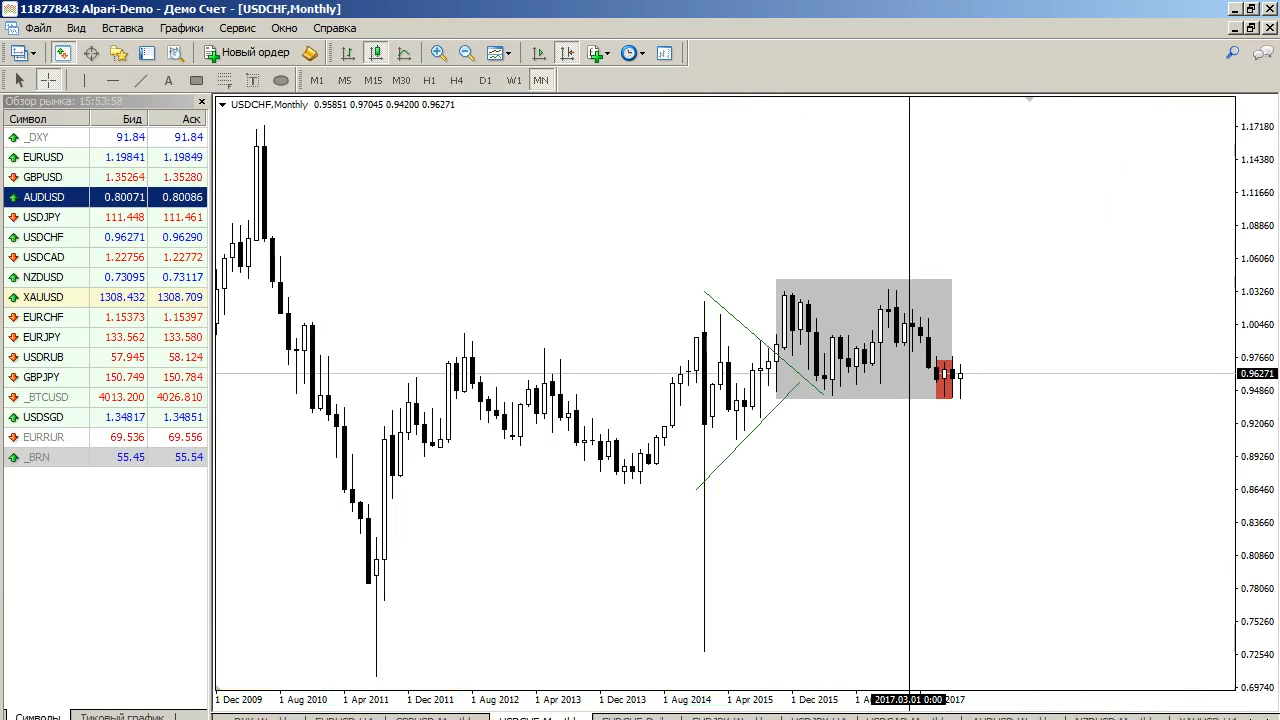 11877843: Alpari-Demo - Демо Счет - [USDCHF,Monthly]
Файл Вид Вставка Графики Сервис Окно Справка
Новый ордер
A T M1 M5 M15 M30 H1 H4 D1 W1 MN
Обзор рынка: 15:53:58
Символ Бид Аск
_DXY 91.84 91.84
EURUSD 1.19841 1.19849
GBPUSD 1.35264 1.35280
AUDUSD 0.80071 0.80086
USDJPY 111.448 111.461
USDCHF 0.96271 0.96290
USDCAD 1.22756 1.22772
NZDUSD 0.73095 0.73117
XAUUSD 1308.432 1308.709
EURCHF 1.15373 1.15397
EURJPY 133.562 133.580
USDRUB 57.945 58.124
GBPJPY 150.749 150.784
_BTCUSD 4013.200 4026.810
USDSGD 1.34817 1.34851
EURRUR 69.536 69.556
_BRN 55.45 55.54
Символы Тиковый график
USDCHF,Monthly 0.95851 0.97045 0.94200 0.96271
1.17180
1.14380
1.11660
1.08860
1.06060
1.03260
1.00460
0.97660
0.96271
0.94860
0.92060
0.89260
0.86460
0.83660
0.80860
0.78060
0.75260
0.72540
0.69740
1 Dec 2009 1 Aug 2010 1 Apr 2011 1 Dec 2011 1 Aug 2012 1 Apr 2013 1 Dec 2013 1 Aug 2014 1 Apr 2015 1 Dec 2015 1 A 2017.03.01 0:00 2017
USDCHF,Monthly